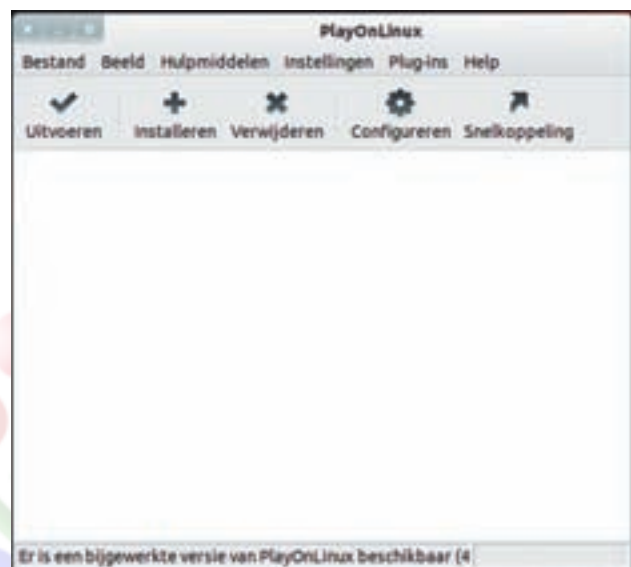 PlayOnLinux
Bestand Beeld Hulpmiddelen Instellingen Plug-ins Help
Uitvoeren Installeren Verwijderen Configureren Snelkoppeling
Er is een bijgewerkte versie van PlayOnLinux beschikbaar (4